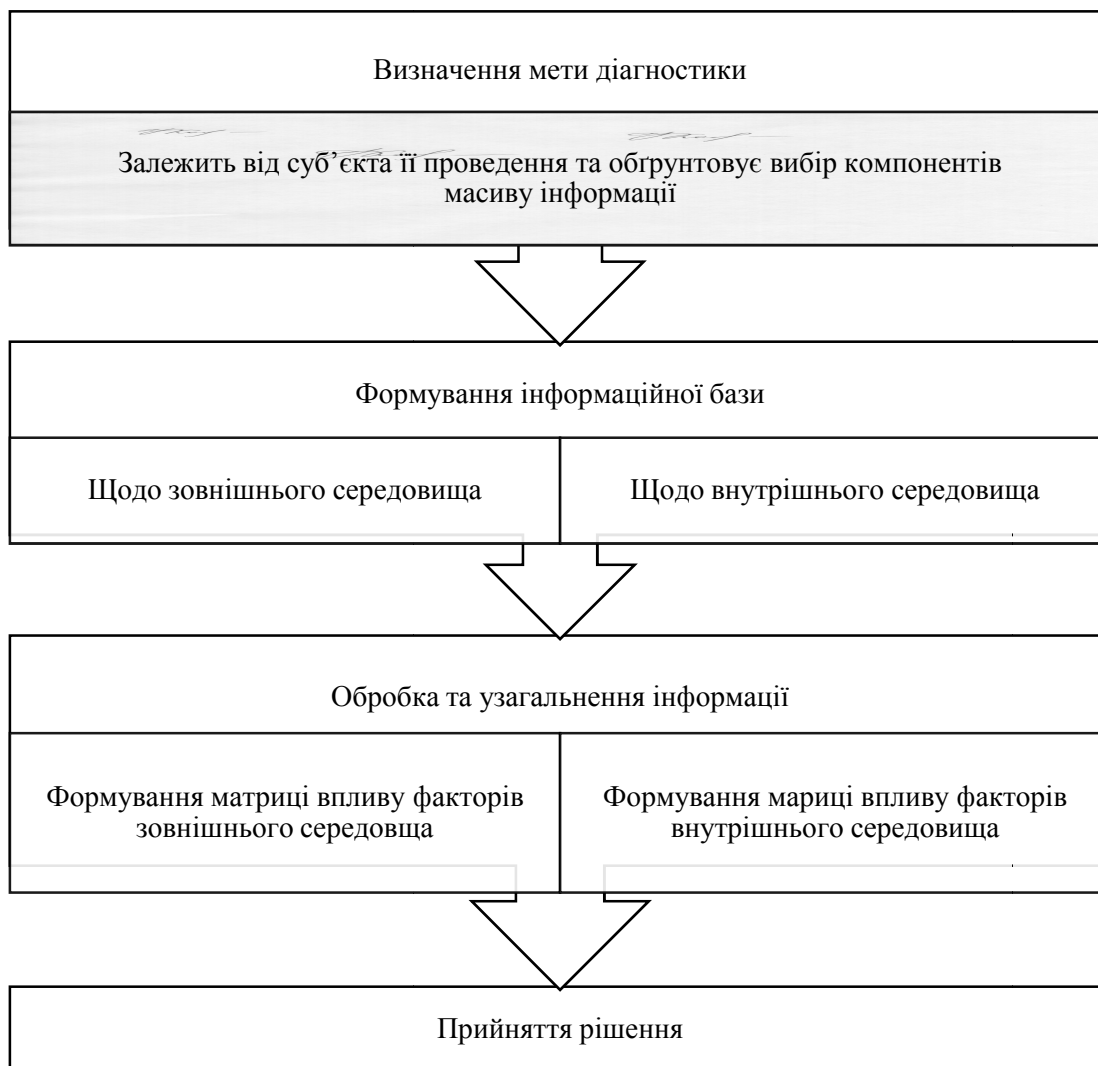 Визначення мети діагностики
Залежить від суб’єкта її проведення та обґрунтовує вибір компонентів
масиву інформації
Формування інформаційної бази
Щодо зовнішнього середовища
Щодо внутрішнього середовища
Обробка та узагальнення інформації
Формування матриці впливу факторів
зовнішнього середовща
Формування мариці впливу факторів
внутрішнього середовища
Прийняття рішення